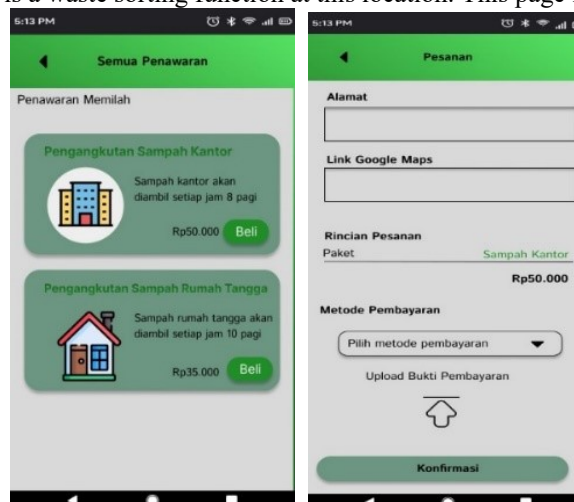 is a waste sorting function at this location. This page
5:13 PM
Semua Penawaran
Penawaran Memilah
Pengangkutan Sampah Kantor
Sampah kantor akan
diambil setiap jam 8 pagi
Rp50.000 Beli
Pengangkutan Sampah Rumah Tangga
Sampah rumah tangga akan
diambil setiap jam 10 pagi
Rp35.000 Beli
5:13 PM
Pesanan
Alamat
Link Google Maps
Rincian Pesanan
Paket Sampah Kantor
Rp50.000
Metode Pembayaran
Pilih metode pembayaran
Upload Bukti Pembayaran
Konfirmasi